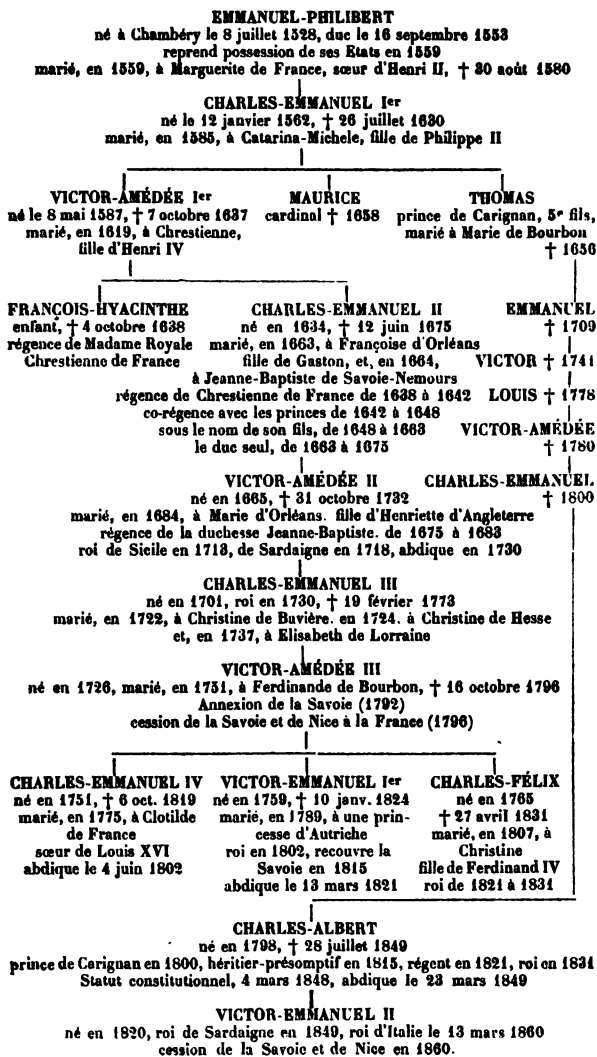 EMMANUEL-PHILIBERT
né à Chambéry le 8 juillet 1528, duc le 16 septembre 1553
reprend possession de ses Etats en 1559
marié, en 1559, à Marguerite de France, sœur d'Henri II, † 30 août 1580
CHARLES-EMMANUEL Ier
né le 12 janvier 1562, † 26 juillet 1630
marié, en 1585, à Catarina-Michele, fille de Philippe II
VICTOR-AMÉDÉE Ier
né le 8 mai 1587, † 7 octobre 1637
marié, en 1619, à Chrestienne,
fille d'Henri IV
MAURICE
cardinal † 1658
THOMAS
prince de Carignan, 5e fils,
marié à Marie de Bourbon
† 1656
FRANÇOIS-HYACINTHE
enfant, † 4 octobre 1638
régence de Madame Royale
Chrestienne de France
CHARLES-EMMANUEL II
né en 1634, † 12 juin 1675
marié, en 1663, à Françoise d'Orléans
fille de Gaston, et, en 1664,
à Jeanne-Baptiste de Savoie-Nemours
régence de Chrestienne de France de 1638 à 1642
co-régence avec les princes de 1642 à 1648
sous le nom de son fils, de 1648 à 1663
le duc seul, de 1663 à 1675
EMMANUEL
† 1709
VICTOR † 1741
LOUIS † 1778
VICTOR-AMÉDÉE
† 1780
CHARLES-EMMANUEL
† 1800
VICTOR-AMÉDÉE II
né en 1665, † 31 octobre 1732
marié, en 1684, à Marie d'Orléans. fille d'Henriette d'Angleterre
régence de la duchesse Jeanne-Baptiste. de 1675 à 1683
roi de Sicile en 1713, de Sardaigne en 1718, abdique en 1730
CHARLES-EMMANUEL III
né en 1701, roi en 1730, † 19 février 1773
marié, en 1722, à Christine de Bavière. en 1724. à Christine de Hesse
et, en 1737, à Elisabeth de Lorraine
VICTOR-AMÉDÉE III
né en 1726, marié, en 1751, à Ferdinande de Bourbon, † 16 octobre 1796
Annexion de la Savoie (1792)
cession de la Savoie et de Nice à la France (1796)
CHARLES-EMMANUEL IV
né en 1751, † 6 oct. 1819
marié, en 1775, à Clotilde
de France
sœur de Louis XVI
abdique le 4 juin 1802
VICTOR-EMMANUEL Ier
né en 1759, † 10 janv. 1824
marié, en 1789, à une prin-
cesse d'Autriche
roi en 1802, recouvre la
Savoie en 1815
abdique le 13 mars 1821
CHARLES-FÉLIX
né en 1765
† 27 avril 1831
marié, en 1807, à
Christine
fille de Ferdinand IV
roi de 1821 à 1831
CHARLES-ALBERT
né en 1798, † 28 juillet 1849
prince de Carignan en 1800, héritier-présomptif en 1815, régent en 1821, roi en 1831
Statut constitutionnel, 4 mars 1848, abdique le 23 mars 1849
VICTOR-EMMANUEL II
né en 1820, roi de Sardaigne en 1849, roi d'Italie le 13 mars 1860
cession de la Savoie et de Nice en 1860.